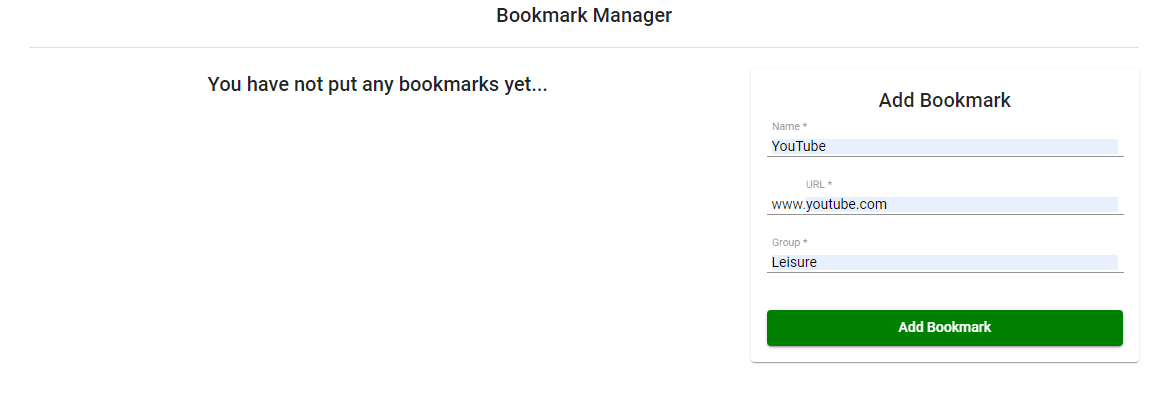 Bookmark Manager
You have not put any bookmarks yet...
Add Bookmark
Name *
YouTube
URL *
www.youtube.com
Group *
Leisure
Add Bookmark